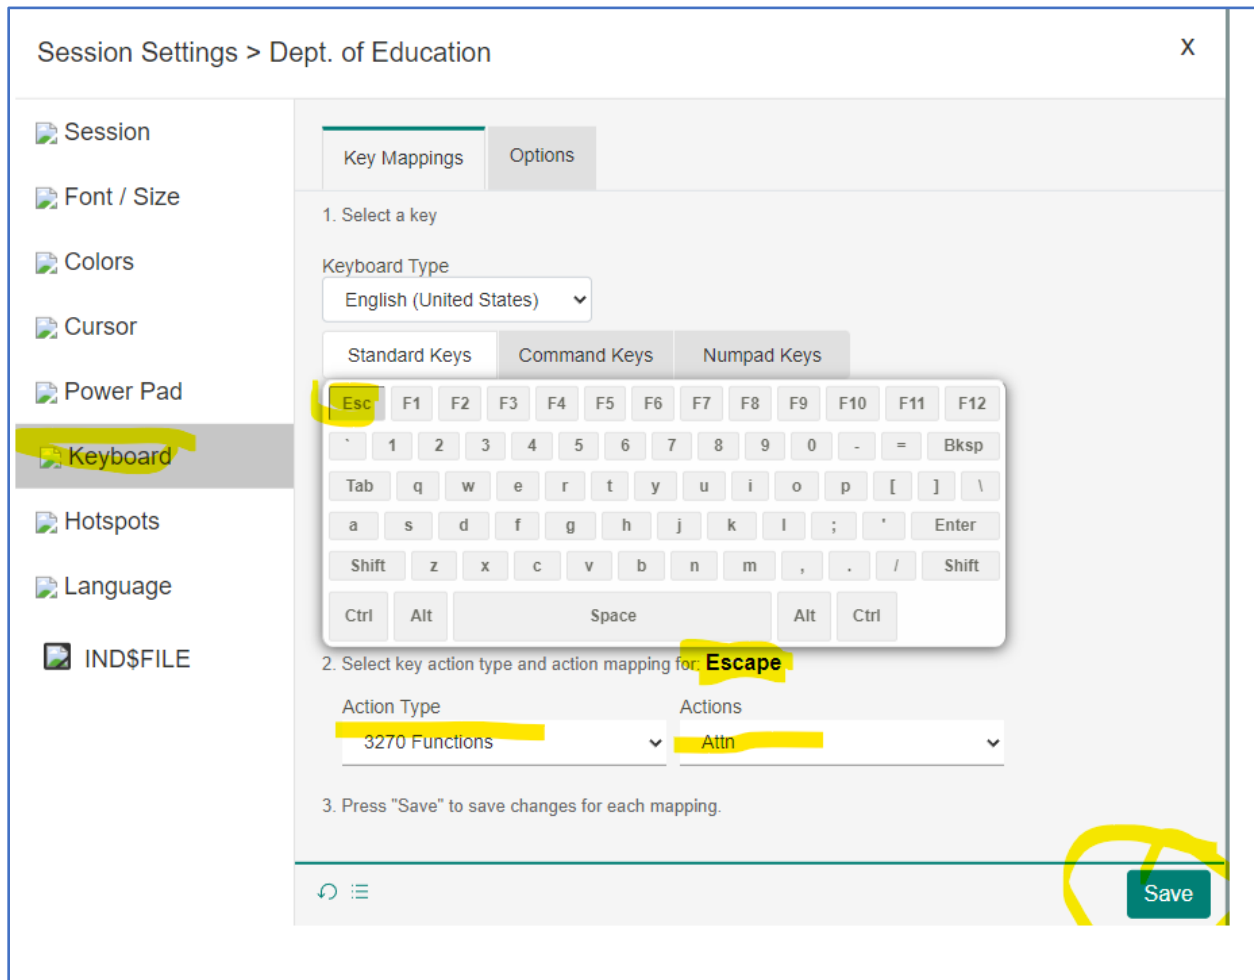 Session Settings > Dept. of Education X
Session
Font / Size
Colors
Cursor
Power Pad
Keyboard
Hotspots
Language
IND$FILE
Key Mappings Options
1. Select a key
Keyboard Type
English (United States)
Standard Keys Command Keys Numpad Keys
Esc F1 F2 F3 F4 F5 F6 F7 F8 F9 F10 F11 F12
` 1 2 3 4 5 6 7 8 9 0 - = Bksp
Tab q w e r t y u i o p [ ] \
a s d f g h j k l ; ' Enter
Shift z x c v b n m , . / Shift
Ctrl Alt Space Alt Ctrl
2. Select key action type and action mapping for: Escape
Action Type Actions
3270 Functions Attn
3. Press "Save" to save changes for each mapping.
Save